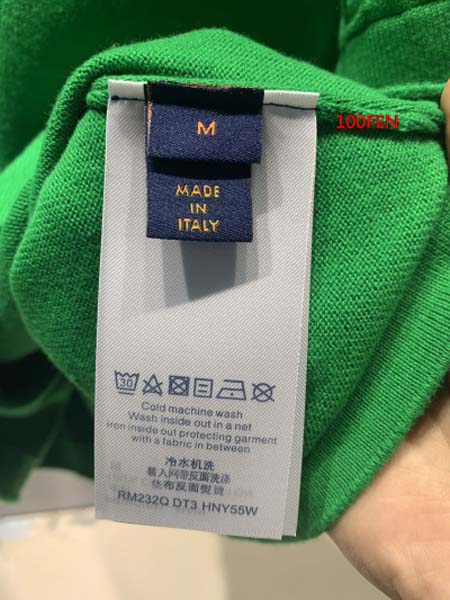 M
100FEN
MADE
IN
ITALY
30
Cold machine wash
Wash inside out in a net
Iron inside out protecting garment
with a fabric in between
冷水机洗
装入网带反面洗涤
垫布反面熨烫
RM232Q DT3 HNY55W